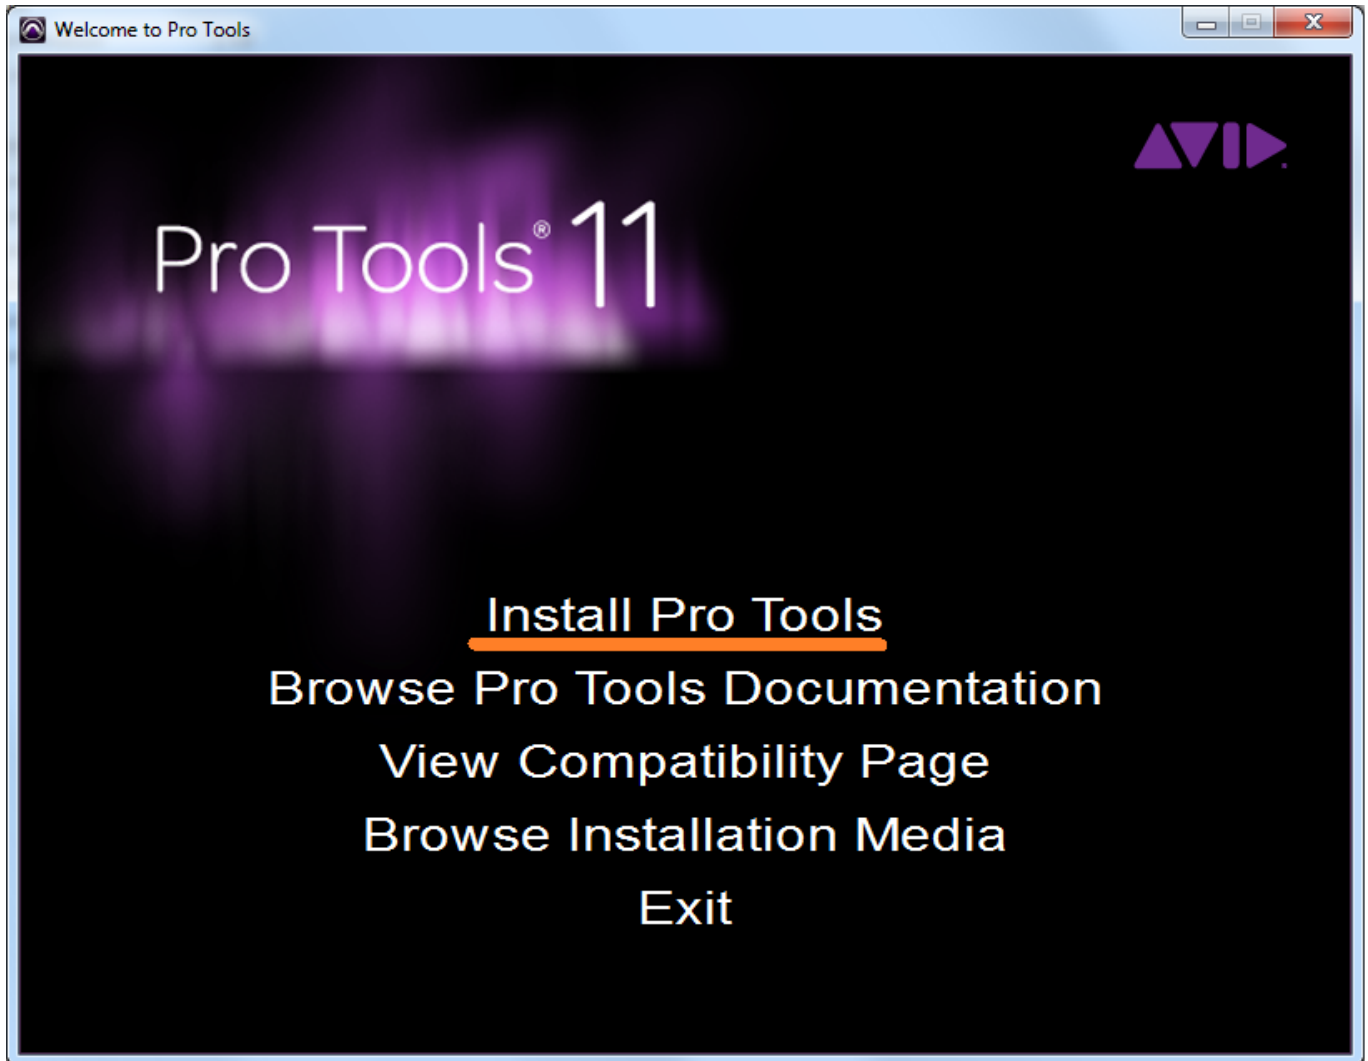 Welcome to Pro Tools
AVID
Pro Tools® 11
Install Pro Tools
Browse Pro Tools Documentation
View Compatibility Page
Browse Installation Media
Exit